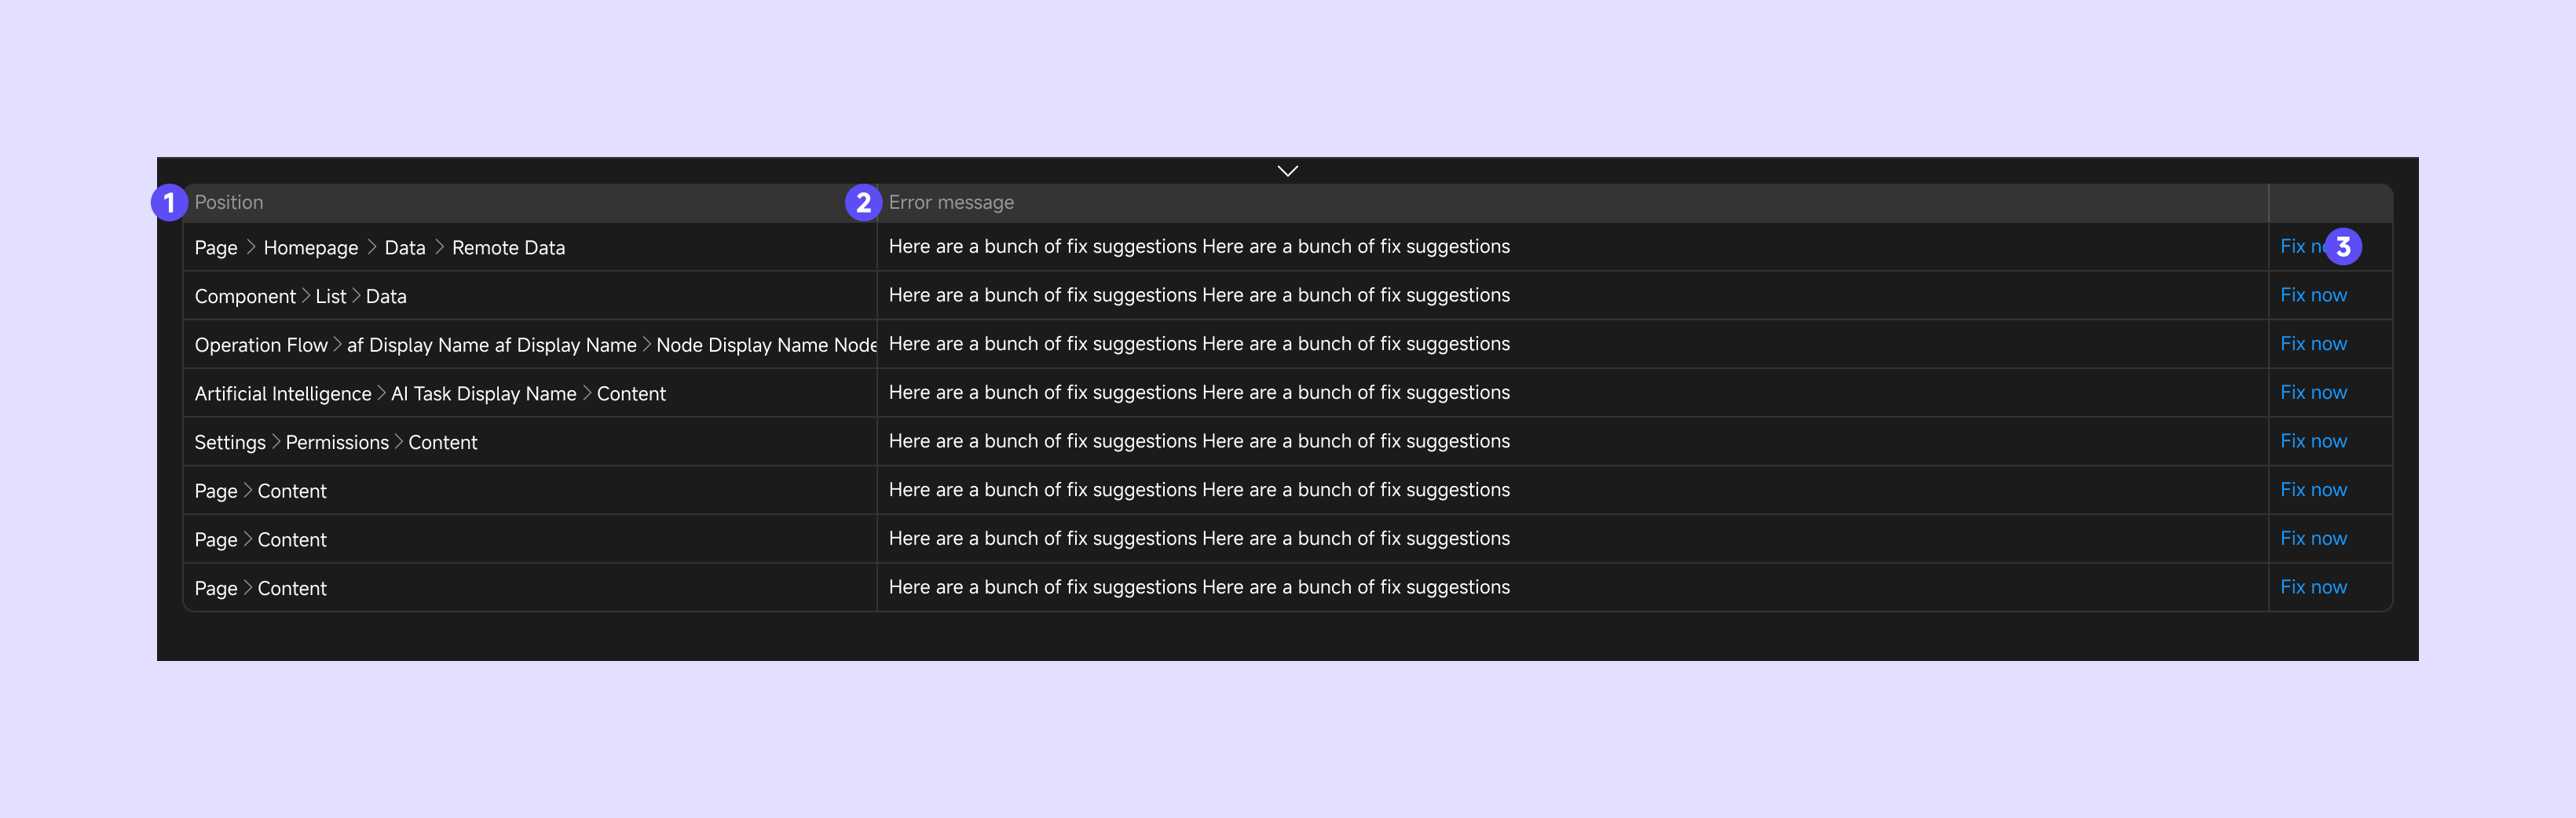 1 Position 2 Error message
Page > Homepage > Data > Remote Data Here are a bunch of fix suggestions Here are a bunch of fix suggestions Fix 3
Component > List > Data Here are a bunch of fix suggestions Here are a bunch of fix suggestions Fix now
Operation Flow > af Display Name af Display Name > Node Display Name Node Here are a bunch of fix suggestions Here are a bunch of fix suggestions Fix now
Artificial Intelligence > AI Task Display Name > Content Here are a bunch of fix suggestions Here are a bunch of fix suggestions Fix now
Settings > Permissions > Content Here are a bunch of fix suggestions Here are a bunch of fix suggestions Fix now
Page > Content Here are a bunch of fix suggestions Here are a bunch of fix suggestions Fix now
Page > Content Here are a bunch of fix suggestions Here are a bunch of fix suggestions Fix now
Page > Content Here are a bunch of fix suggestions Here are a bunch of fix suggestions Fix now